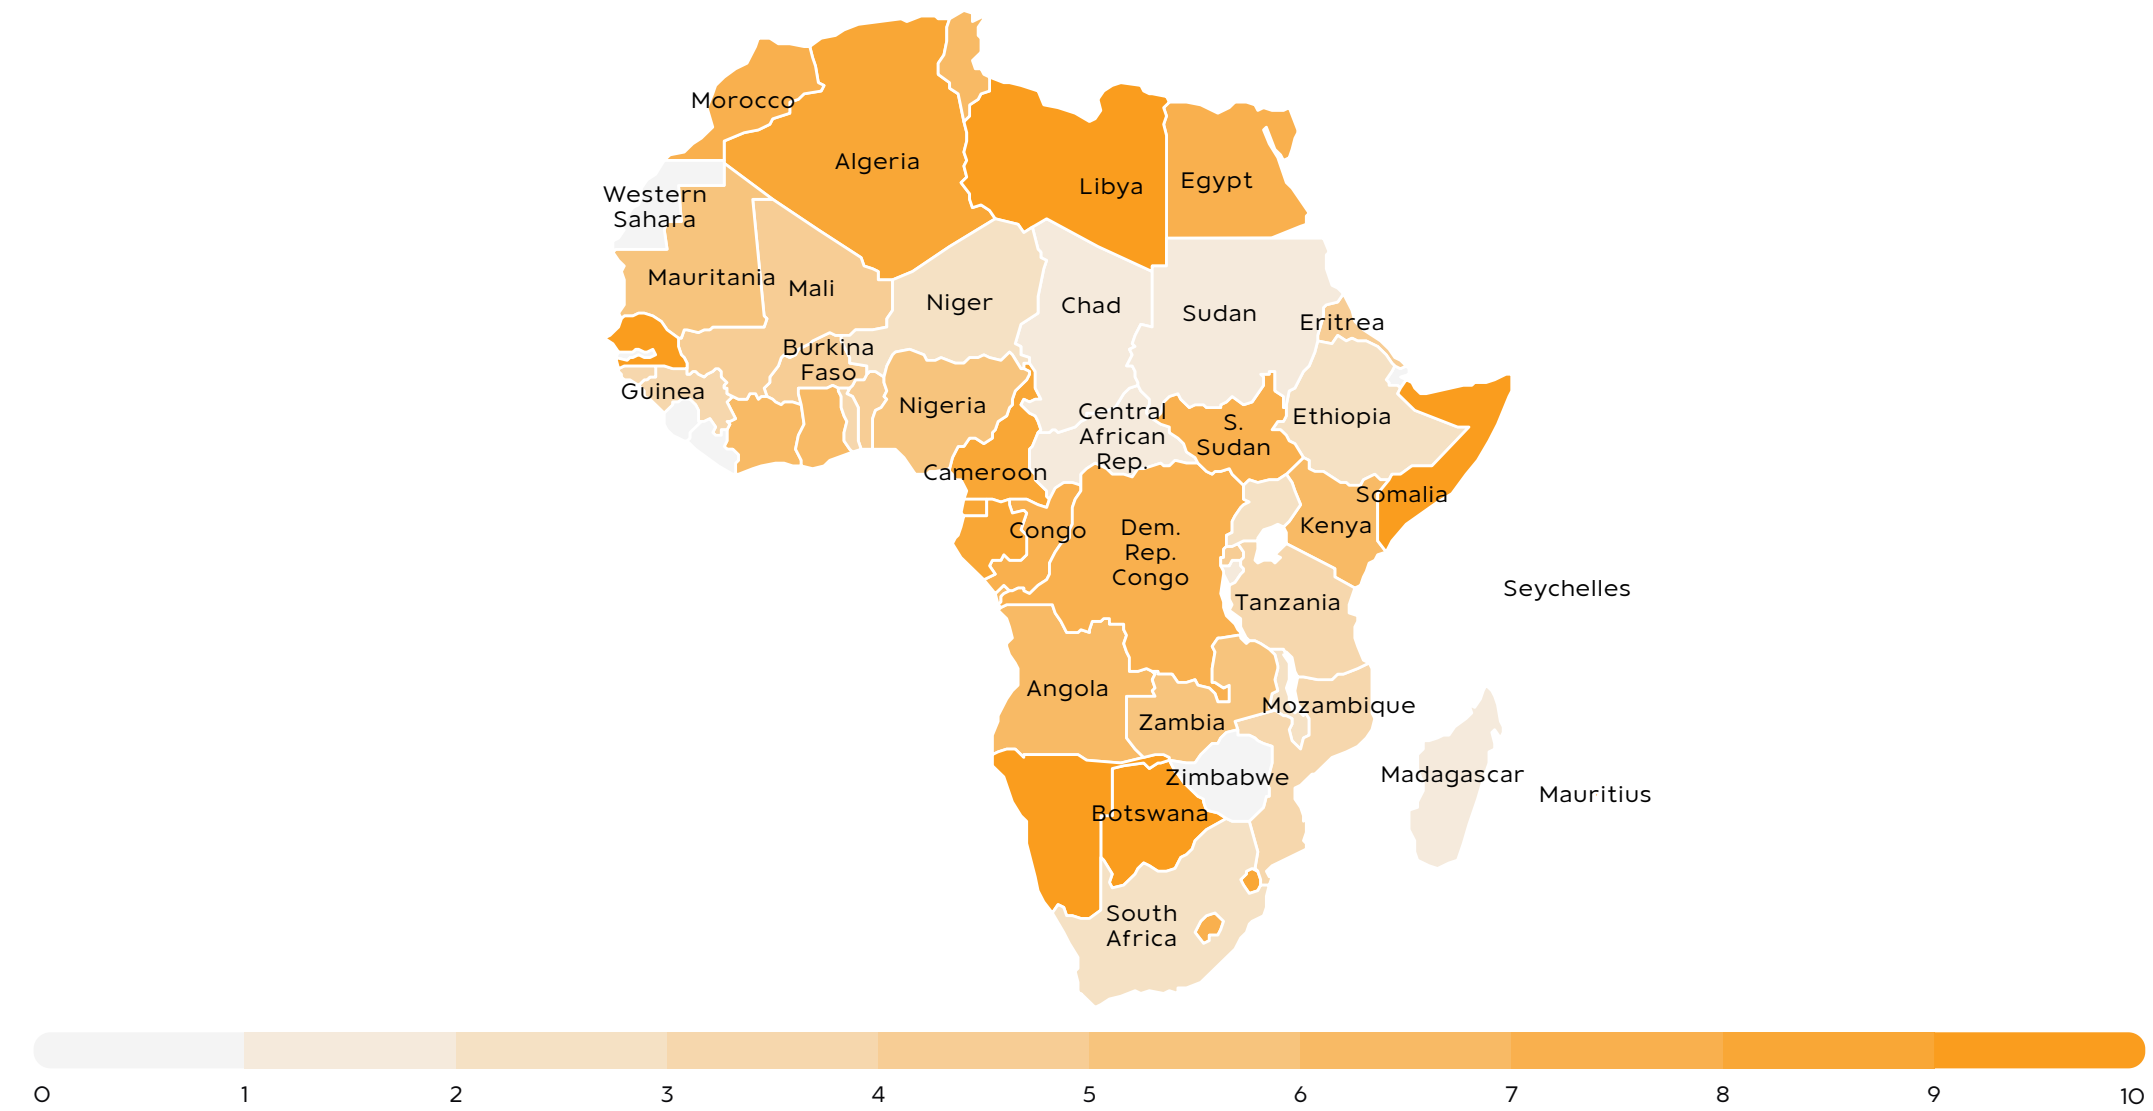 Morocco
Algeria
Libya
Egypt
Western
Sahara
Mauritania
Mali
Niger
Chad
Sudan
Eritrea
Burkina
Faso
Guinea
Nigeria
Central
African
Rep.
S.
Sudan
Ethiopia
Cameroon
Somalia
Congo
Dem.
Rep.
Congo
Kenya
Seychelles
Tanzania
Angola
Zambia
Mozambique
Zimbabwe
Madagascar
Mauritius
Botswana
South
Africa
0 1 2 3 4 5 6 7 8 9 10